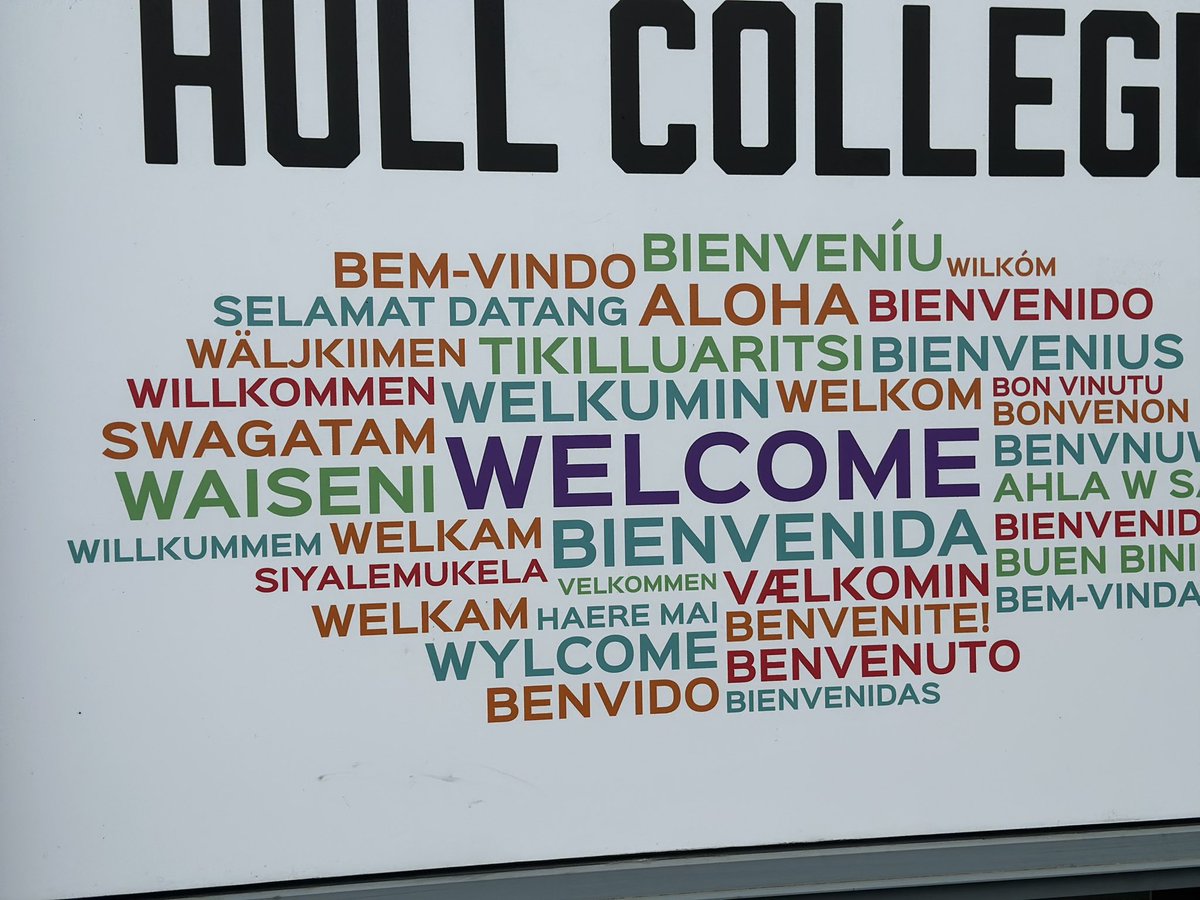 HULL COLLEG
BEM-VINDO BIENVENÍU WILKÓM
SELAMAT DATANG ALOHA BIENVENIDO
WÄLJKIIMEN TIKILLUARITSI BIENVENIUS
WILLKOMMEN WELKUMIN WELKOM BON VINUTU
BONVENON
SWAGATAM WELCOME BENVNUW
WAISENI AHLA W SA
WILLKUMMEM WELKAM BIENVENIDA BIENVENID
SIYALEMUKELA VELKOMMEN VÆLKOMIN BUEN BINI
WELKAM HAERE MAI BENVENITE! BEM-VINDA
WYLCOME BENVENUTO
BENVIDO BIENVENIDAS